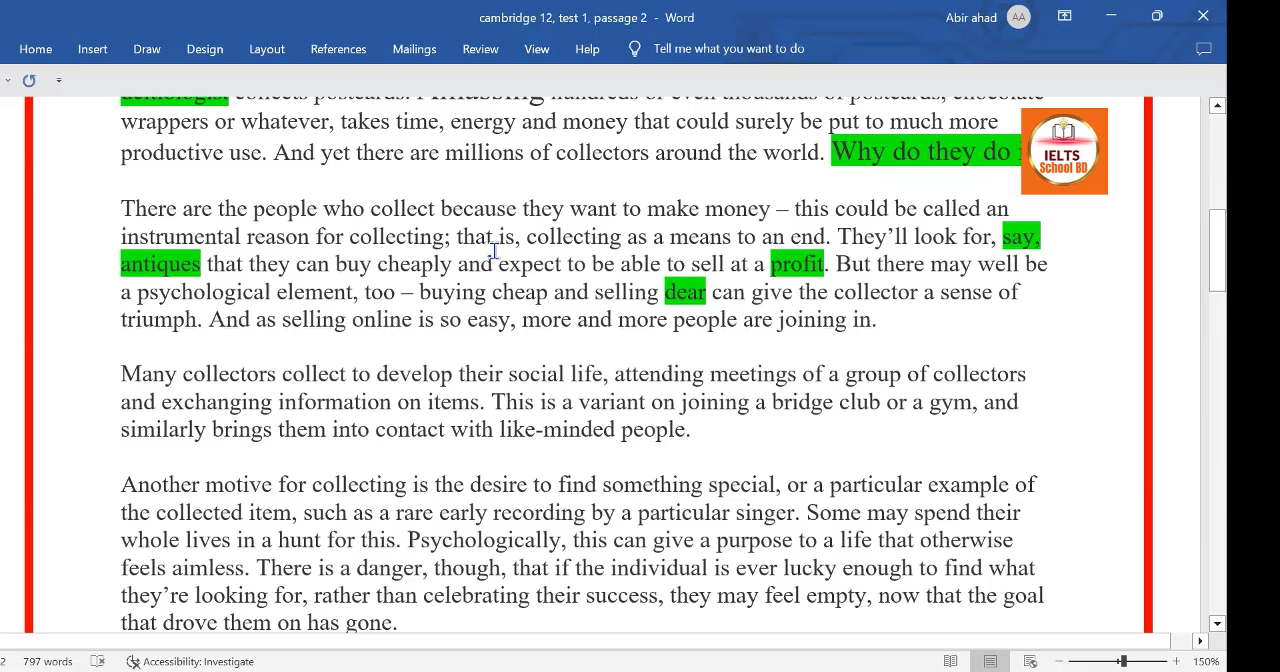 cambridge 12, test 1, passage 2 - Word
Abir ahad
AA
Home Insert Draw Design Layout References Mailings Review View Help Tell me what you want to do
deltiologist collects postcards. Amassing hundreds or even thousands of postcards, chocolate
wrappers or whatever, takes time, energy and money that could surely be put to much more
productive use. And yet there are millions of collectors around the world. Why do they do
IELTS
School BD
There are the people who collect because they want to make money – this could be called an
instrumental reason for collecting; that is, collecting as a means to an end. They'll look for, say,
antiques that they can buy cheaply and expect to be able to sell at a profit. But there may well be
a psychological element, too – buying cheap and selling dear can give the collector a sense of
triumph. And as selling online is so easy, more and more people are joining in.
Many collectors collect to develop their social life, attending meetings of a group of collectors
and exchanging information on items. This is a variant on joining a bridge club or a gym, and
similarly brings them into contact with like-minded people.
Another motive for collecting is the desire to find something special, or a particular example of
the collected item, such as a rare early recording by a particular singer. Some may spend their
whole lives in a hunt for this. Psychologically, this can give a purpose to a life that otherwise
feels aimless. There is a danger, though, that if the individual is ever lucky enough to find what
they're looking for, rather than celebrating their success, they may feel empty, now that the goal
that drove them on has gone.
2 797 words Accessibility: Investigate 150%